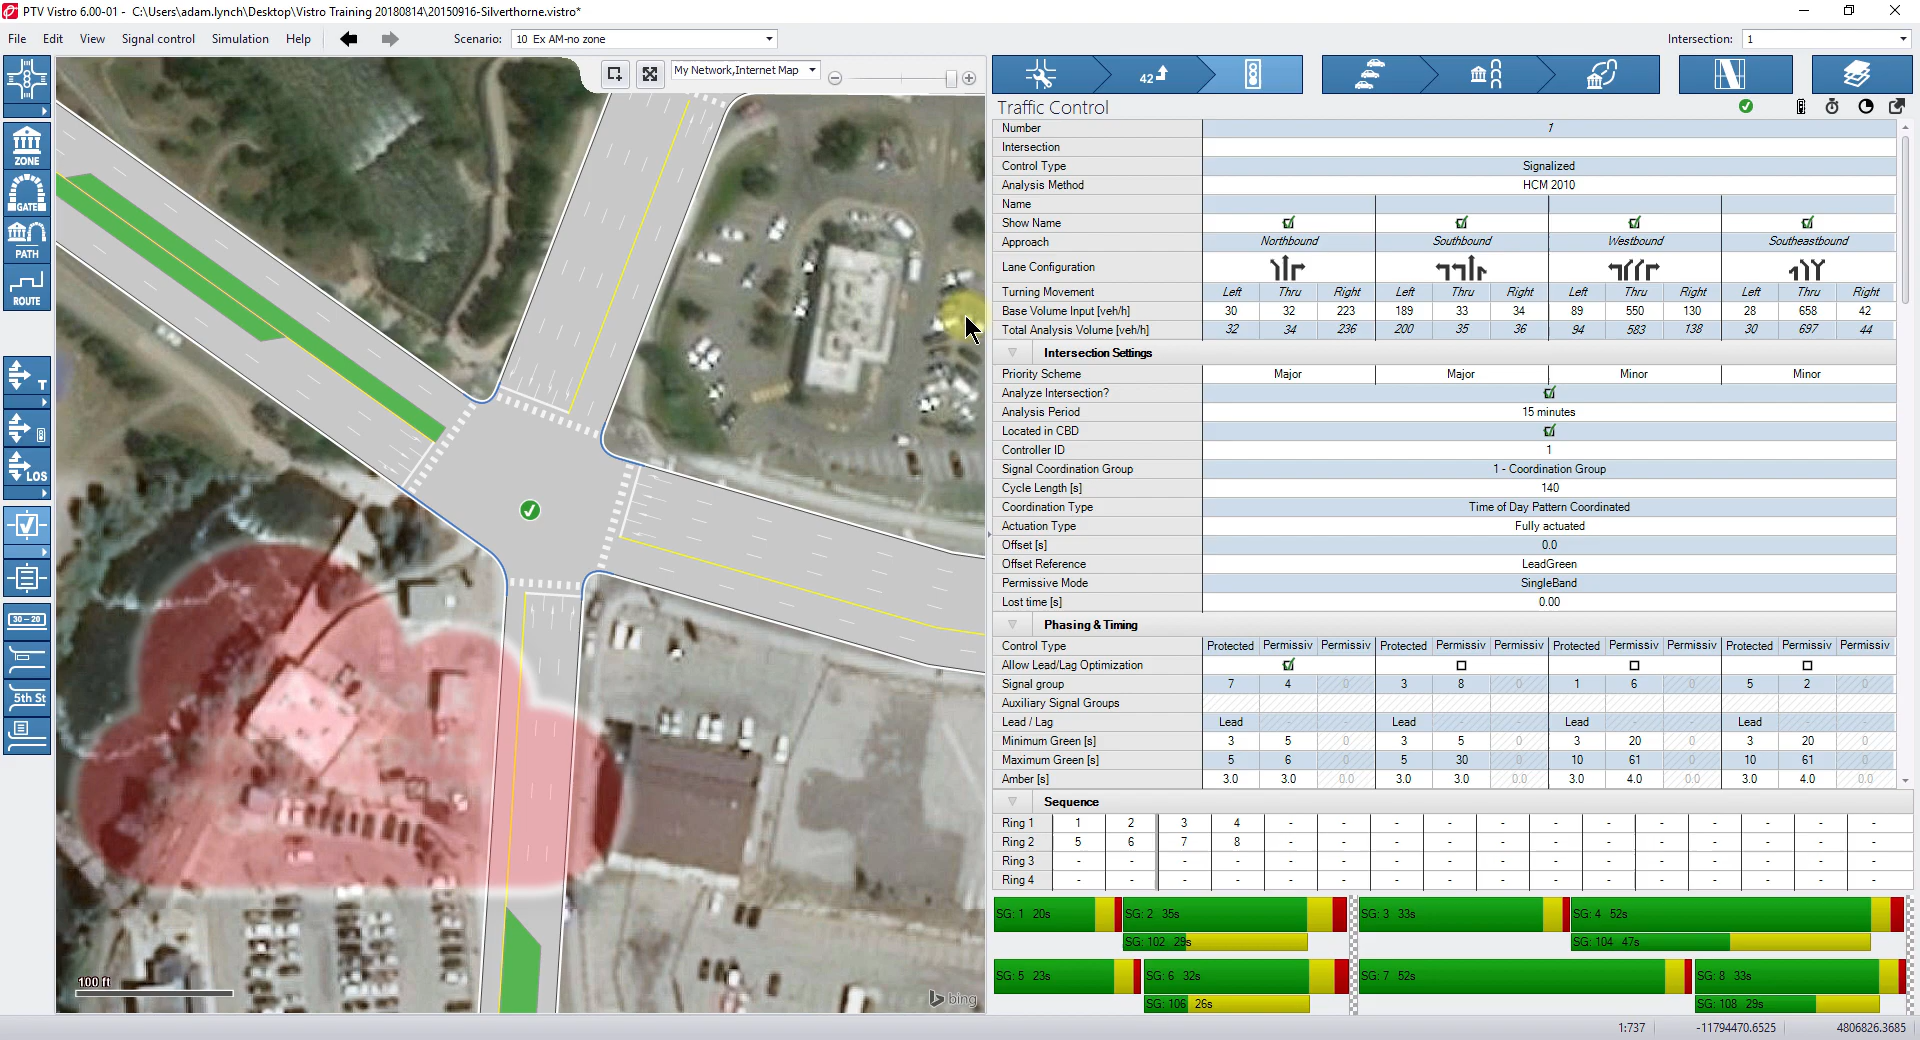 PTV Vistro 6.00-01 - C:\Users\adam.lynch\Desktop\Vistro Training 20180814\20150916-Silverthorne.vistro*
File Edit View Signal control Simulation Help Scenario: 10 Ex AM-no zone Intersection: 1
My Network,Internet Map
42
ZONE
GATE
PATH
ROUTE
T
LOS
30 – 20
5th St
Traffic Control
Number 1
Intersection
Control Type Signalized
Analysis Method HCM 2010
Name
Show Name
Approach Northbound Southbound Westbound Southeastbound
Lane Configuration
Turning Movement Left Thru Right Left Thru Right Left Thru Right Left Thru Right
Base Volume Input [veh/h] 30 32 223 189 33 34 89 550 130 28 658 42
Total Analysis Volume [veh/h] 32 34 236 200 35 36 94 583 138 30 697 44
Intersection Settings
Priority Scheme Major Major Minor Minor
Analyze Intersection?
Analysis Period 15 minutes
Located in CBD
Controller ID 1
Signal Coordination Group 1 - Coordination Group
Cycle Length [s] 140
Coordination Type Time of Day Pattern Coordinated
Actuation Type Fully actuated
Offset [s] 0.0
Offset Reference LeadGreen
Permissive Mode SingleBand
Lost time [s] 0.00
Phasing & Timing
Control Type Protected Permissiv Permissiv Protected Permissiv Permissiv Protected Permissiv Permissiv Protected Permissiv Permissiv
Allow Lead/Lag Optimization
Signal group 7 4 0 3 8 0 1 6 0 5 2 0
Auxiliary Signal Groups
Lead / Lag Lead - - Lead - - Lead - - Lead - -
Minimum Green [s] 3 5 0 3 5 0 3 20 0 3 20 0
Maximum Green [s] 5 6 0 5 30 0 10 61 0 10 61 0
Amber [s] 3.0 3.0 0.0 3.0 3.0 0.0 3.0 4.0 0.0 3.0 4.0 0.0
Sequence
Ring 1 1 2 3 4 - - - - - - - - - - - -
Ring 2 5 6 7 8 - - - - - - - - - - - -
Ring 3 - - - - - - - - - - - - - - - -
Ring 4 - - - - - - - - - - - - - - - -
SG: 1 20s SG: 2 35s SG: 3 33s SG: 4 52s
SG: 102 29s SG: 104 47s
SG: 5 23s SG: 6 32s SG: 7 52s SG: 8 33s
SG: 106 26s SG: 108 29s
100 ft
bing
1:737 -11794470.6525 4806826.3685